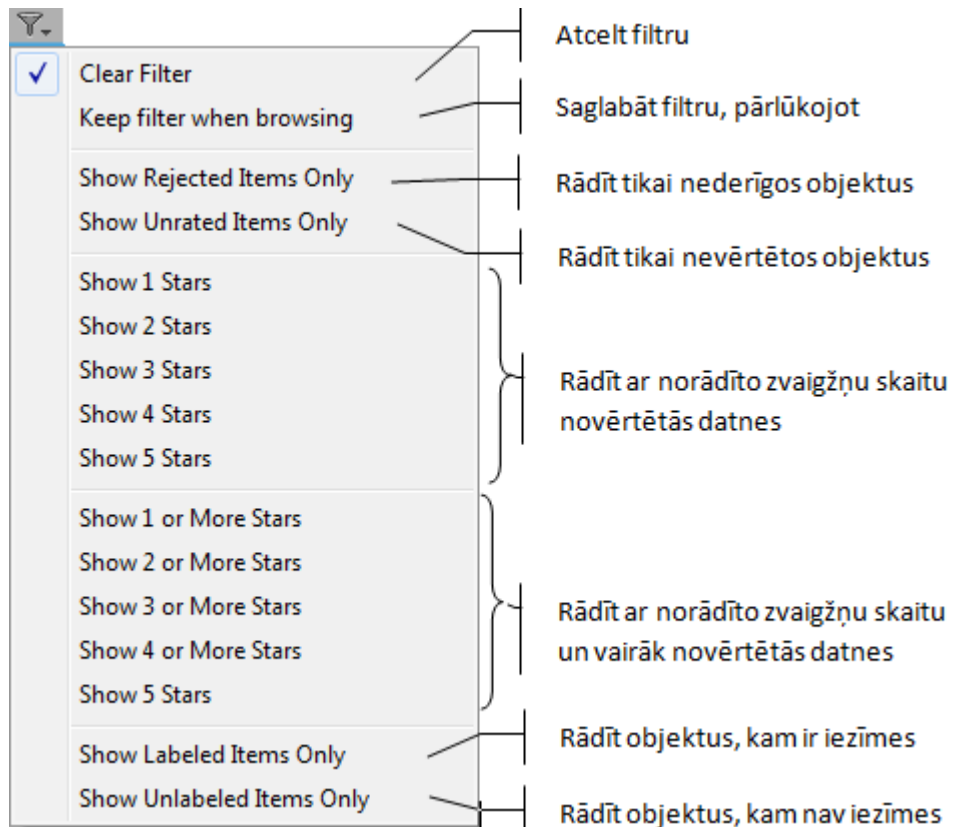 Clear Filter
Keep filter when browsing
Show Rejected Items Only
Show Unrated Items Only
Show 1 Stars
Show 2 Stars
Show 3 Stars
Show 4 Stars
Show 5 Stars
Show 1 or More Stars
Show 2 or More Stars
Show 3 or More Stars
Show 4 or More Stars
Show 5 Stars
Show Labeled Items Only
Show Unlabeled Items Only
Atcelt filtru
Saglabāt filtru, pārlūkojot
Rādīt tikai nederīgos objektus
Rādīt tikai nevērtētos objektus
Rādīt ar norādīto zvaigžņu skaitu
novērtētās datnes
Rādīt ar norādīto zvaigžņu skaitu
un vairāk novērtētās datnes
Rādīt objektus, kam ir iezīmes
Rādīt objektus, kam nav iezīmes